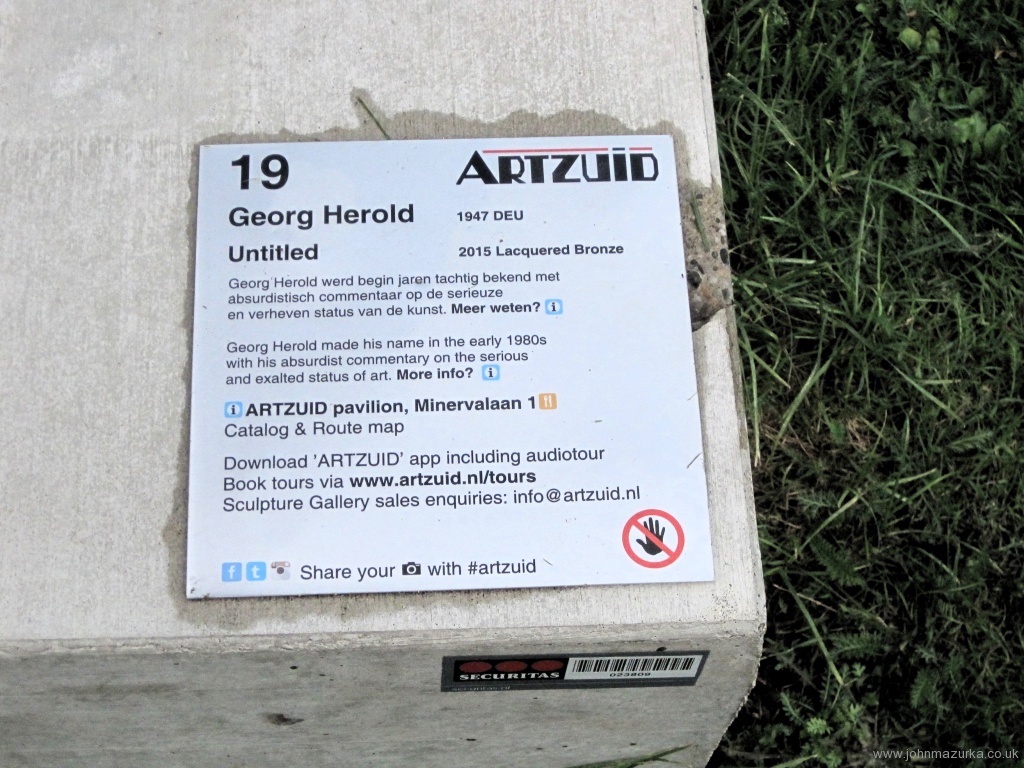 19
ARTZUID
Georg Herold 1947 DEU
Untitled 2015 Lacquered Bronze
Georg Herold werd begin jaren tachtig bekend met
absurdistisch commentaar op de serieuze
en verheven status van de kunst. Meer weten? i
Georg Herold made his name in the early 1980s
with his absurdist commentary on the serious
and exalted status of art. More info? i
i ARTZUID pavilion, Minervalaan 1
Catalog & Route map
Download 'ARTZUID' app including audiotour
Book tours via www.artzuid.nl/tours
Sculpture Gallery sales enquiries: info@artzuid.nl
f t Share your with #artzuid
SECURITAS
023809
securitas.nl
www.johnmazurka.co.uk